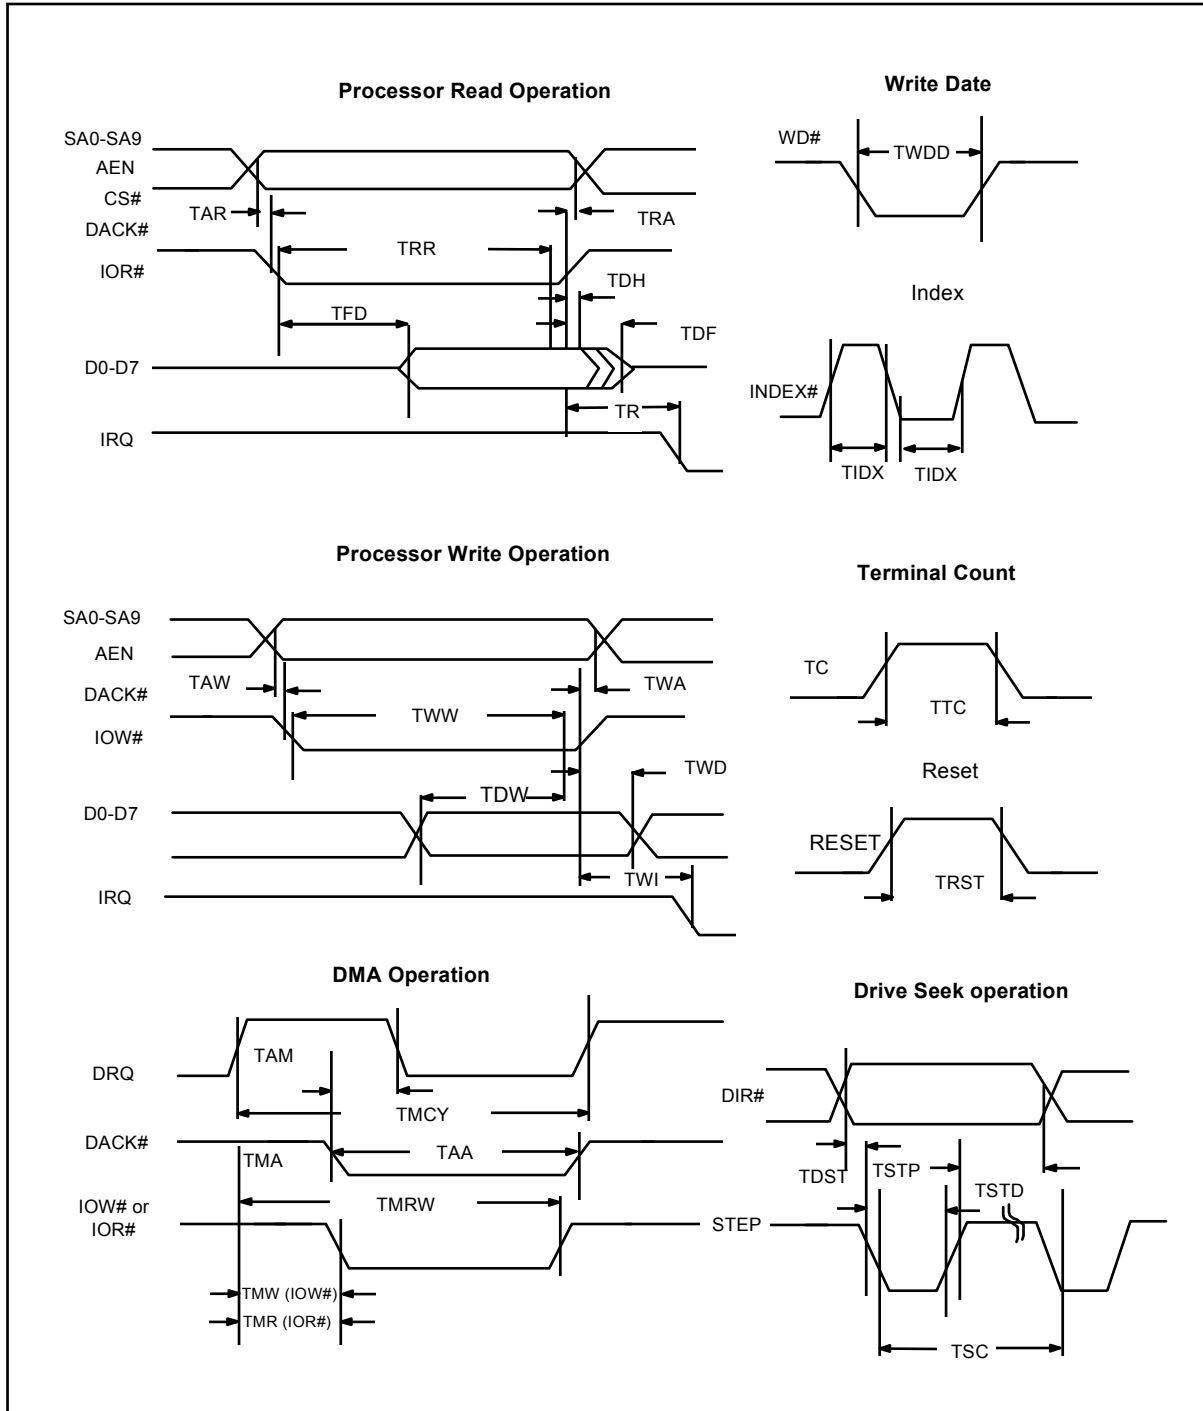 Processor Read Operation
SA0-SA9
AEN
CS#
TAR
TRA
DACK#
TRR
IOR#
TDH
TFD
TDF
D0-D7
TR
IRQ
Write Date
WD#
TWDD
Index
INDEX#
TIDX
TIDX
Processor Write Operation
SA0-SA9
AEN
TAW
TWA
DACK#
TWW
IOW#
TWD
TDW
D0-D7
TWI
IRQ
Terminal Count
TC
TTC
Reset
RESET
TRST
DMA Operation
TAM
DRQ
TMCY
DACK#
TMA
TAA
IOW# or
IOR#
TMRW
TMW (IOW#)
TMR (IOR#)
Drive Seek operation
DIR#
TDST
TSTP
TSTD
STEP
TSC